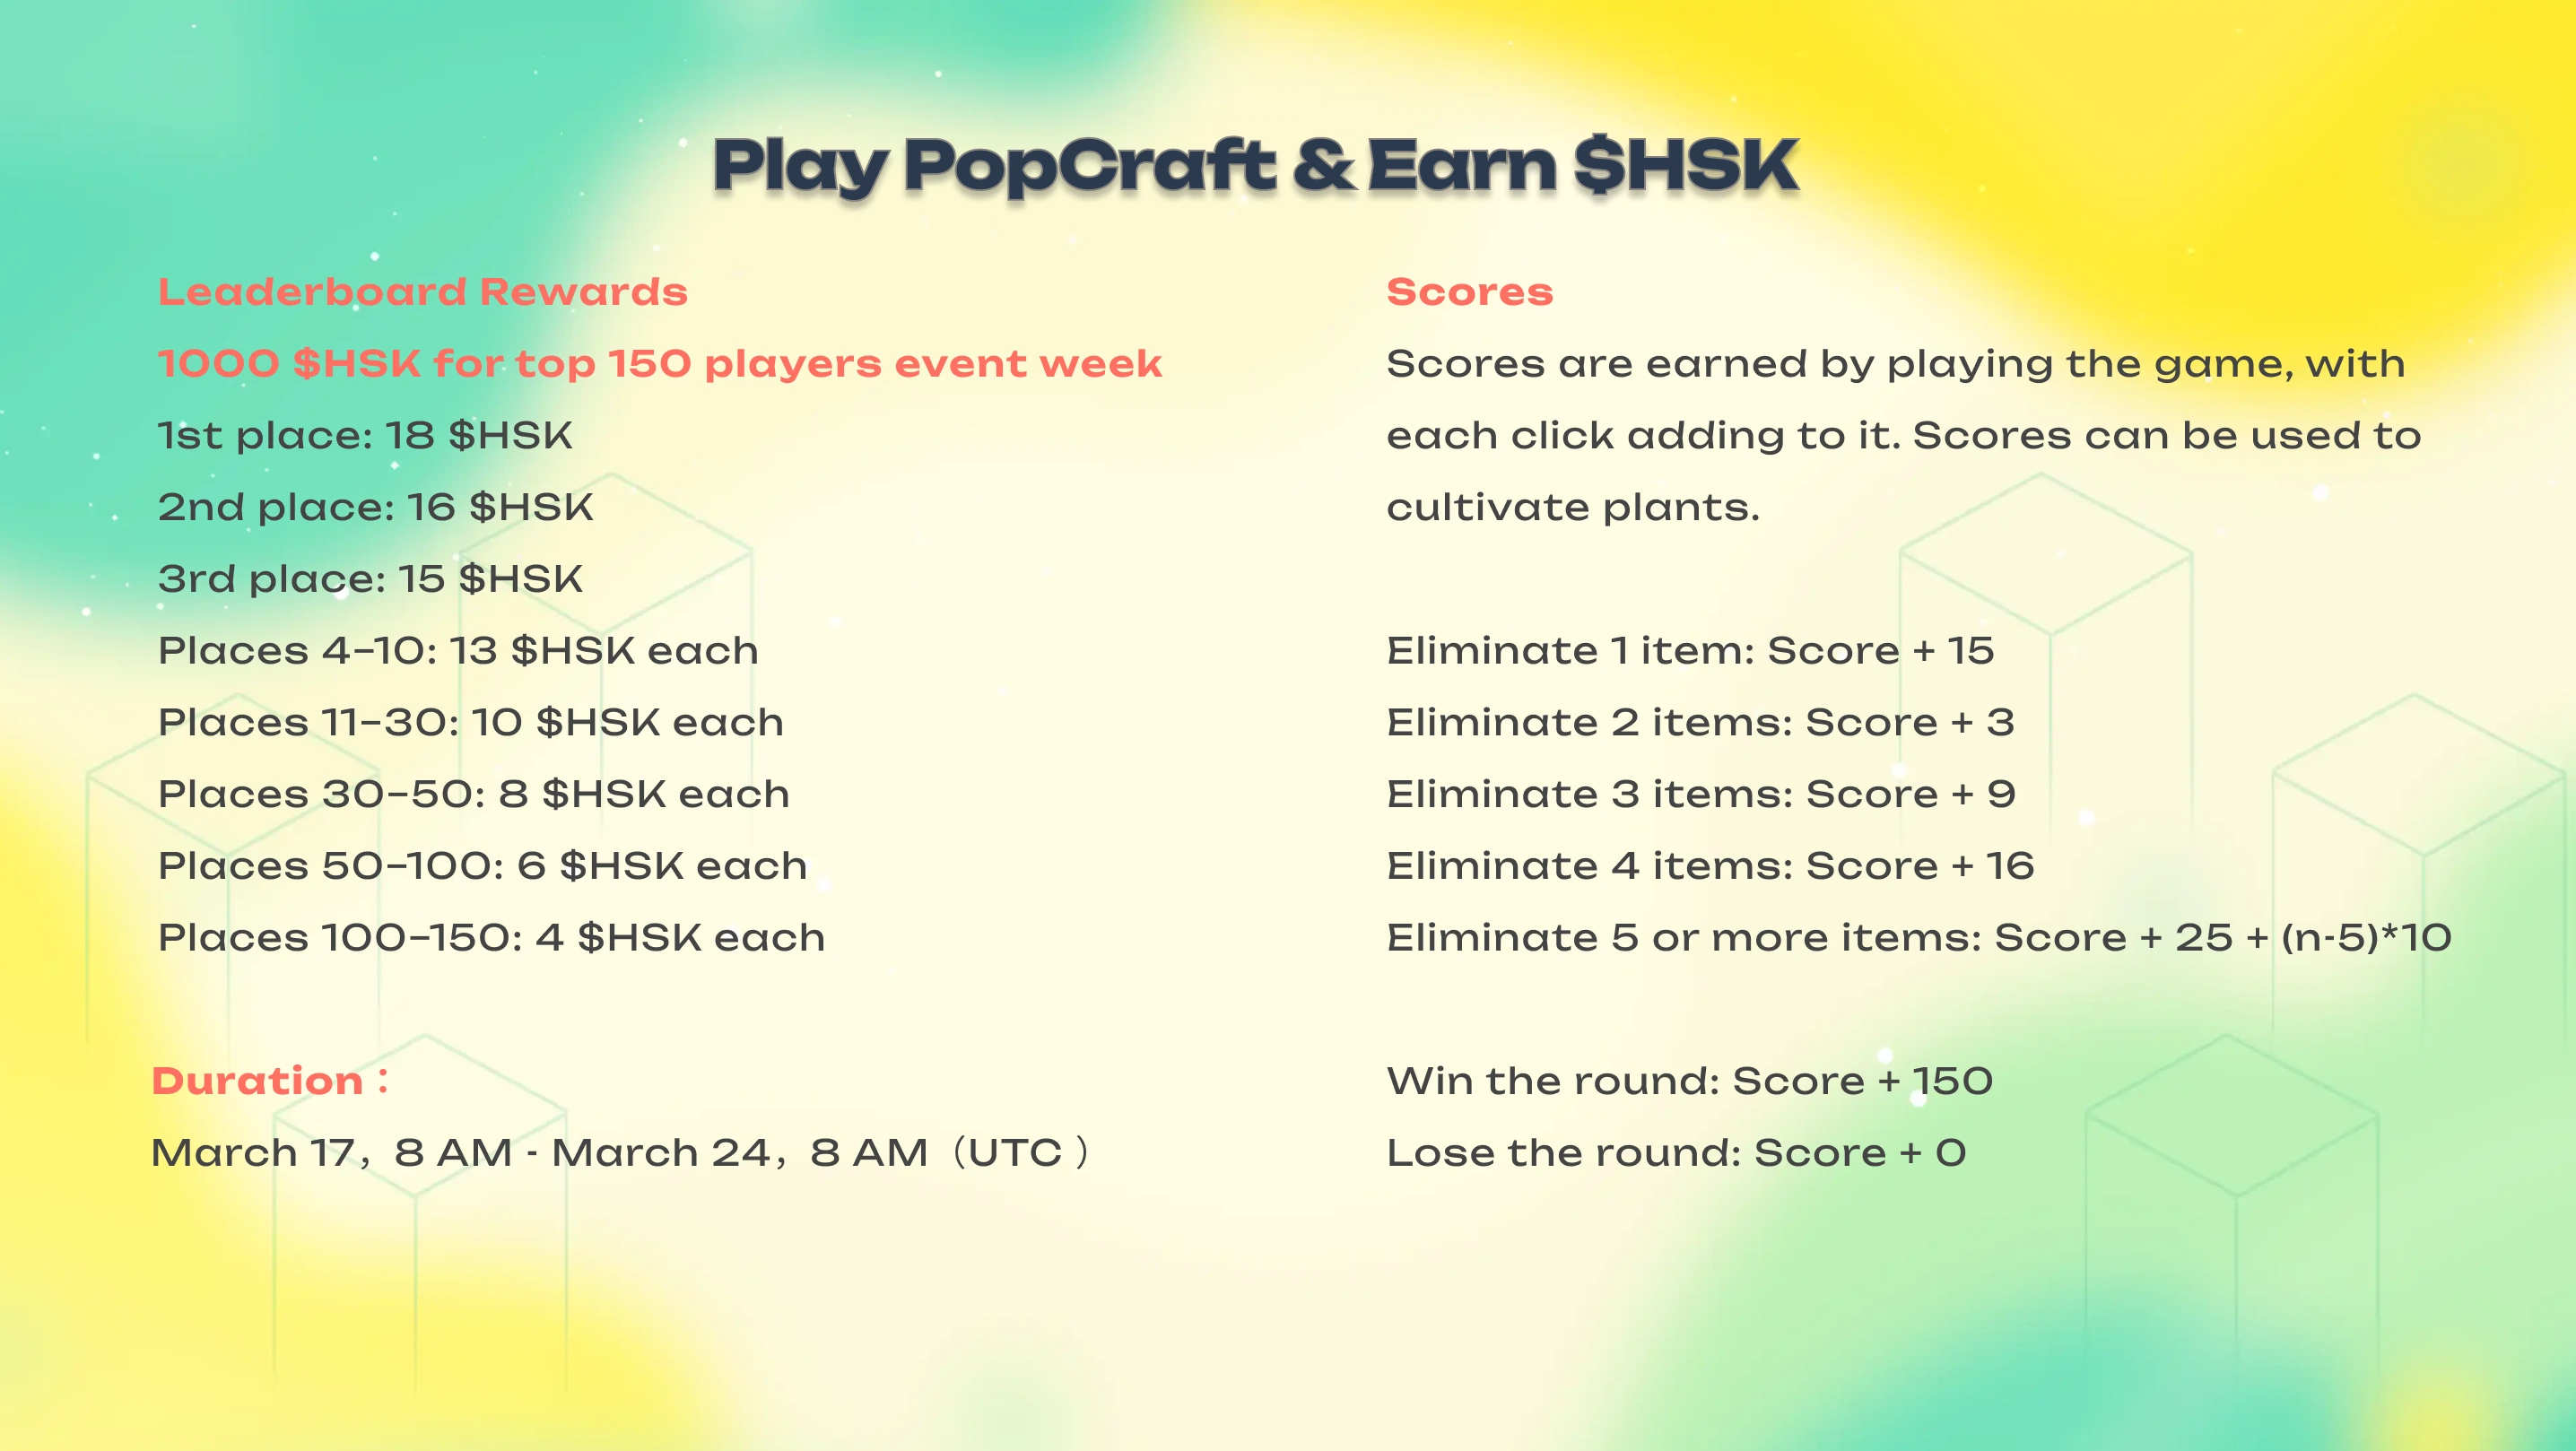 Play PopCraft & Earn $HSK
Leaderboard Rewards
1000 $HSK for top 150 players event week
1st place: 18 $HSK
2nd place: 16 $HSK
3rd place: 15 $HSK
Places 4–10: 13 $HSK each
Places 11–30: 10 $HSK each
Places 30–50: 8 $HSK each
Places 50–100: 6 $HSK each
Places 100–150: 4 $HSK each
Duration：
March 17，8 AM - March 24，8 AM（UTC ）
Scores
Scores are earned by playing the game, with
each click adding to it. Scores can be used to
cultivate plants.
Eliminate 1 item: Score + 15
Eliminate 2 items: Score + 3
Eliminate 3 items: Score + 9
Eliminate 4 items: Score + 16
Eliminate 5 or more items: Score + 25 + (n-5)*10
Win the round: Score + 150
Lose the round: Score + 0